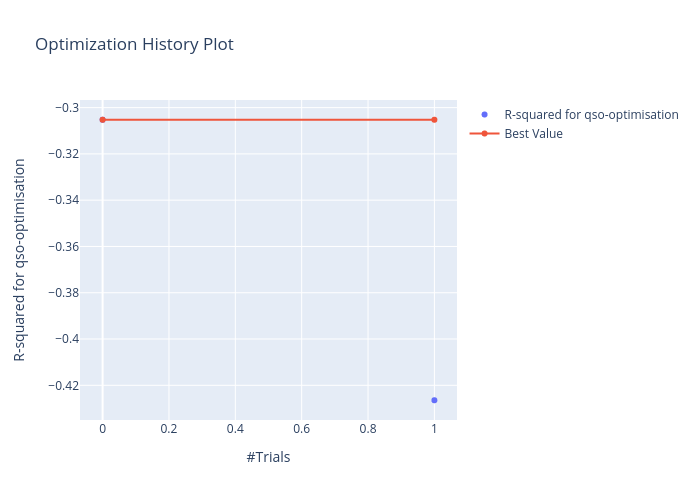 Optimization History Plot
R-squared for qso-optimisation
Best Value
R-squared for qso-optimisation
−0.3
−0.32
−0.34
−0.36
−0.38
−0.4
−0.42
0 0.2 0.4 0.6 0.8 1
#Trials